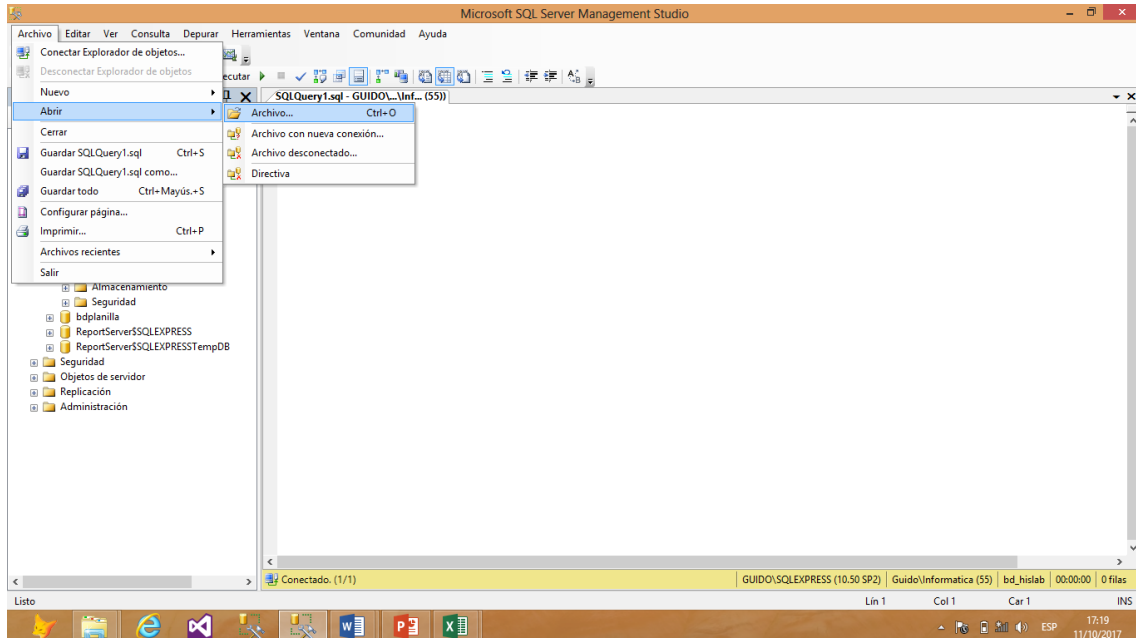 Microsoft SQL Server Management Studio
Archivo Editar Ver Consulta Depurar Herramientas Ventana Comunidad Ayuda
Conectar Explorador de objetos...
Desconectar Explorador de objetos
ecutar
Nuevo
SQLQuery1.sql - GUIDO\...\Inf... (55))
Abrir
Archivo... Ctrl+O
Cerrar
Archivo con nueva conexión...
Guardar SQLQuery1.sql Ctrl+S
Archivo desconectado...
Guardar SQLQuery1.sql como...
Directiva
Guardar todo Ctrl+Mayús.+S
Configurar página...
Imprimir... Ctrl+P
Archivos recientes
Salir
Almacenamiento
Seguridad
bdplanilla
ReportServer$SQLEXPRESS
ReportServer$SQLEXPRESSTempDB
Seguridad
Objetos de servidor
Replicación
Administración
Conectado. (1/1) GUIDO\SQLEXPRESS (10.50 SP2) Guido\Informatica (55) bd_hislab 00:00:00 0 filas
Listo Lín 1 Col 1 Car 1 INS
ESP 17:19
11/10/2017